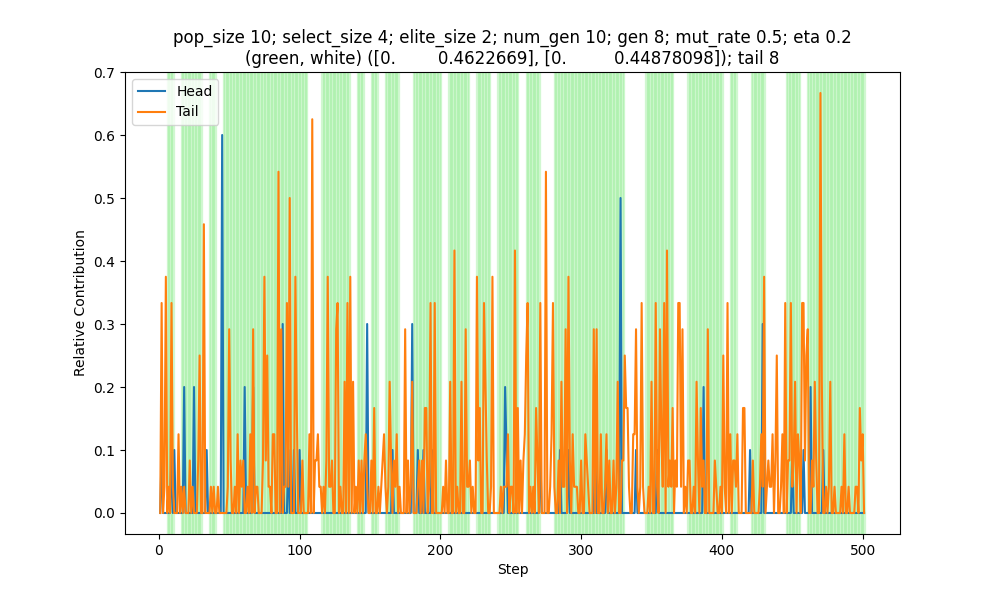 pop_size 10; select_size 4; elite_size 2; num_gen 10; gen 8; mut_rate 0.5; eta 0.2
(green, white) ([0. 0.4622669], [0. 0.44878098]); tail 8
Head
Tail
Relative Contribution
0.7
0.6
0.5
0.4
0.3
0.2
0.1
0.0
0 100 200 300 400 500
Step